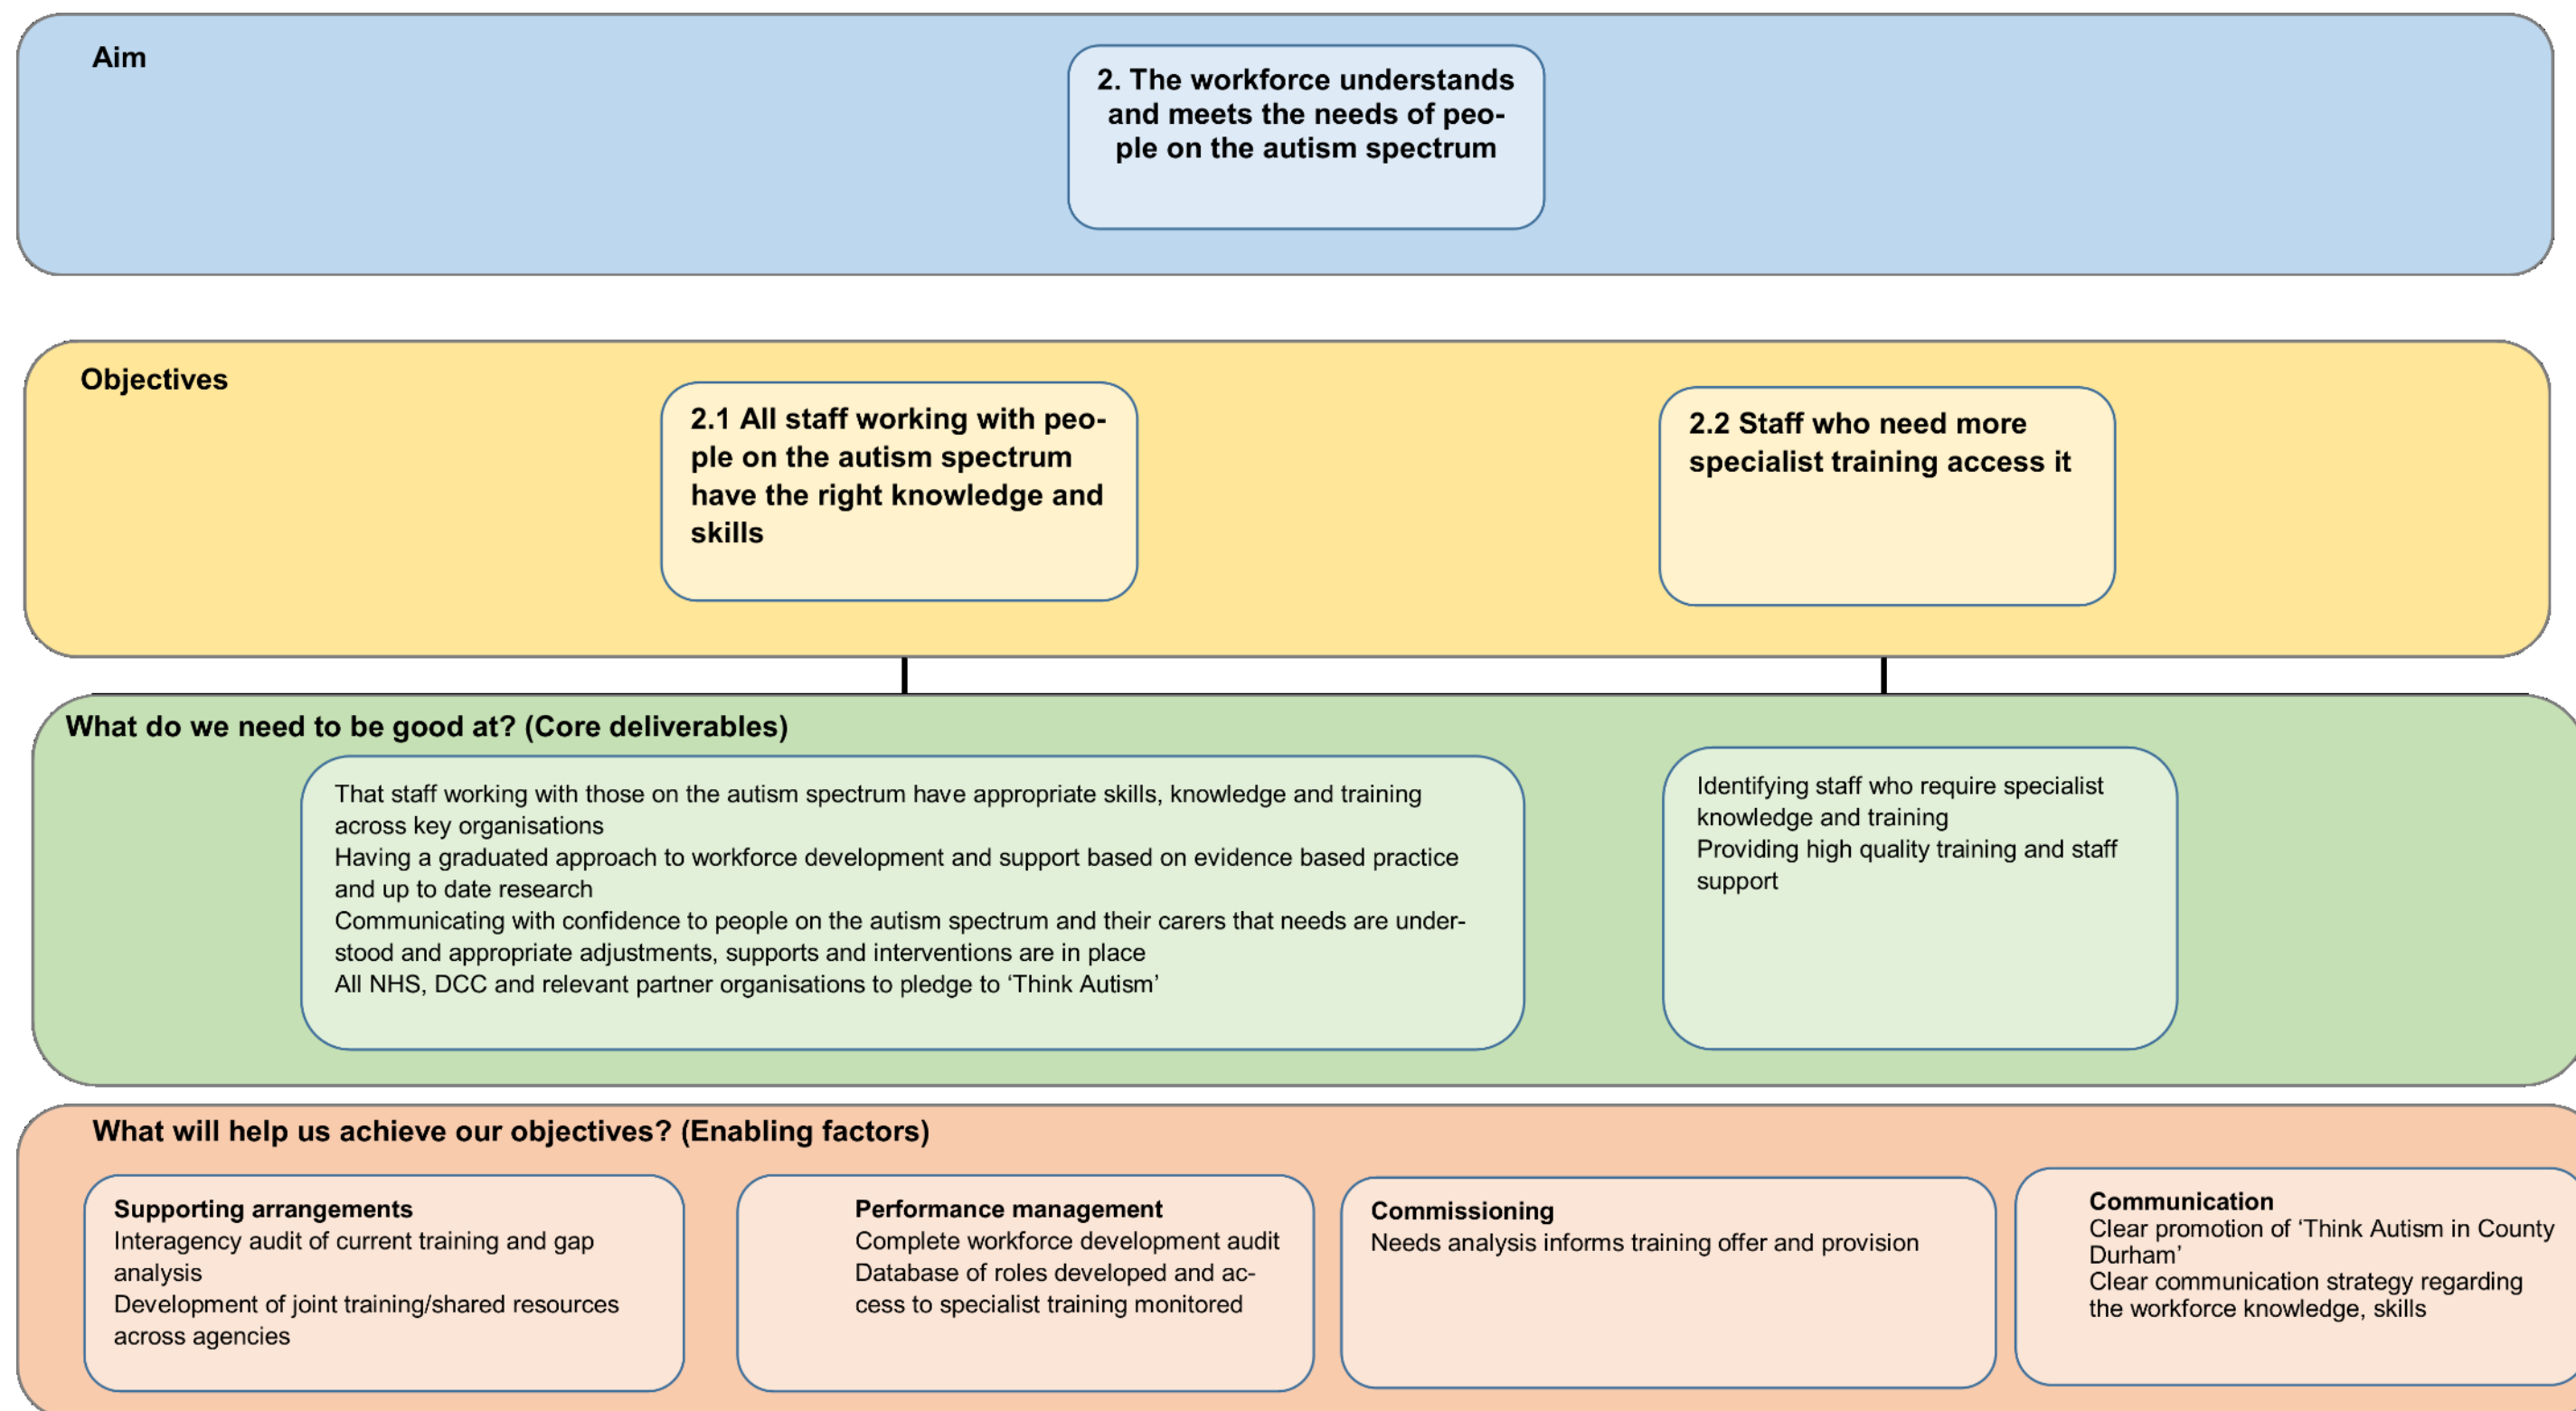 Aim
2. The workforce understands
and meets the needs of peo-
ple on the autism spectrum
Objectives
2.1 All staff working with peo-
ple on the autism spectrum
have the right knowledge and
skills
2.2 Staff who need more
specialist training access it
What do we need to be good at? (Core deliverables)
That staff working with those on the autism spectrum have appropriate skills, knowledge and training
across key organisations
Having a graduated approach to workforce development and support based on evidence based practice
and up to date research
Communicating with confidence to people on the autism spectrum and their carers that needs are under-
stood and appropriate adjustments, supports and interventions are in place
All NHS, DCC and relevant partner organisations to pledge to ‘Think Autism’
Identifying staff who require specialist
knowledge and training
Providing high quality training and staff
support
What will help us achieve our objectives? (Enabling factors)
Supporting arrangements
Interagency audit of current training and gap
analysis
Development of joint training/shared resources
across agencies
Performance management
Complete workforce development audit
Database of roles developed and ac-
cess to specialist training monitored
Commissioning
Needs analysis informs training offer and provision
Communication
Clear promotion of ‘Think Autism in County
Durham’
Clear communication strategy regarding
the workforce knowledge, skills